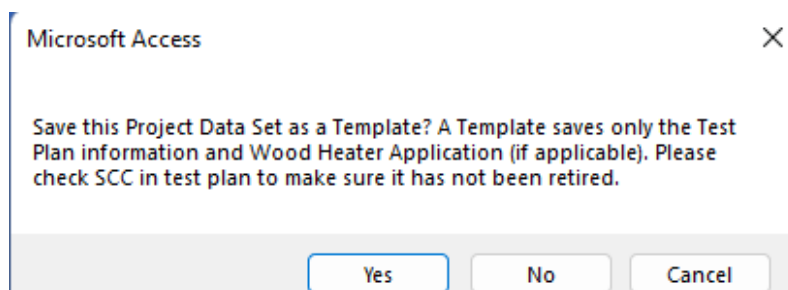 Microsoft Access
Save this Project Data Set as a Template? A Template saves only the Test
Plan information and Wood Heater Application (if applicable). Please
check SCC in test plan to make sure it has not been retired.
Yes No Cancel